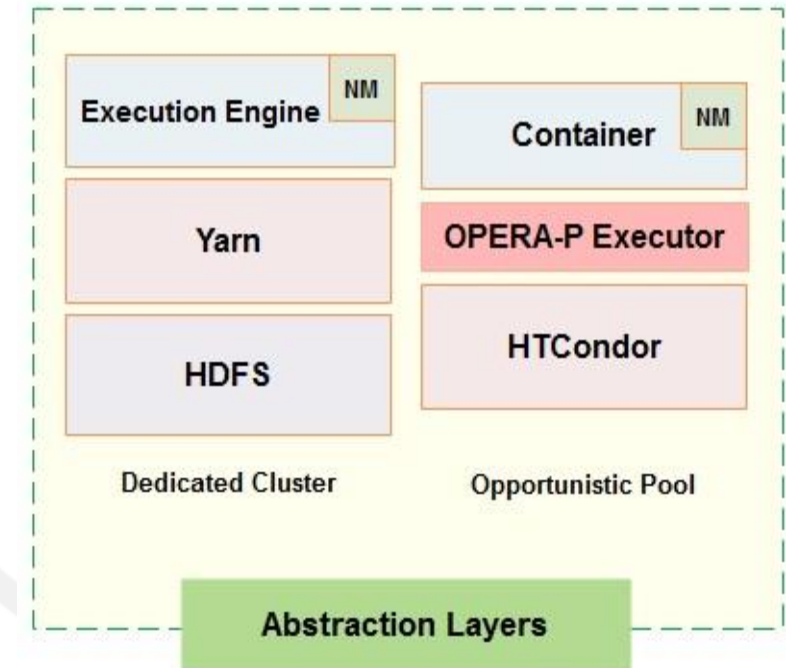 Execution Engine
NM
Yarn
HDFS
Dedicated Cluster
Container
NM
OPERA-P Executor
HTCondor
Opportunistic Pool
Abstraction Layers